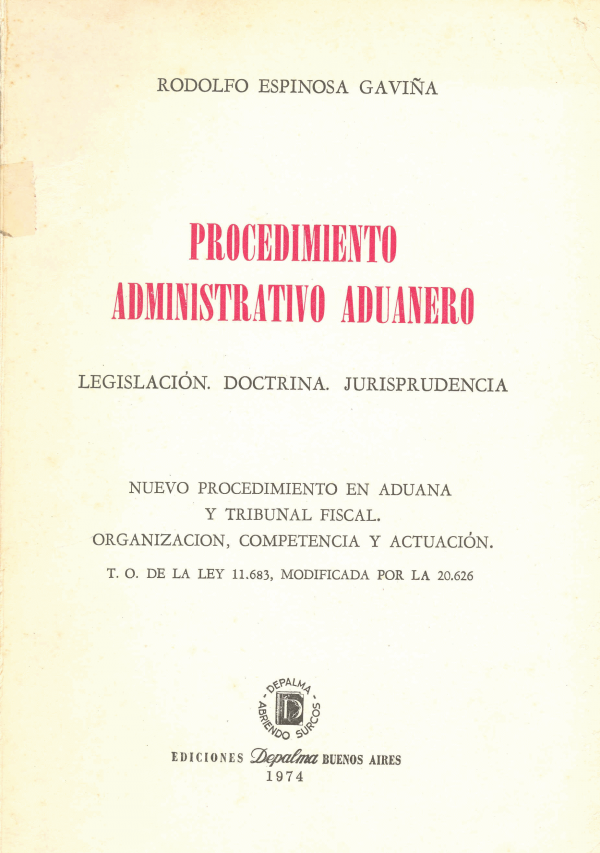 RODOLFO ESPINOSA GAVIÑA
PROCEDIMIENTO
ADMINISTRATIVO ADUANERO
LEGISLACIÓN. DOCTRINA. JURISPRUDENCIA
NUEVO PROCEDIMIENTO EN ADUANA
Y TRIBUNAL FISCAL.
ORGANIZACION, COMPETENCIA Y ACTUACIÓN.
T. O. DE LA LEY 11.683, MODIFICADA POR LA 20.626
- DEPALMA -
ABRIENDO SURCOS
D
EDICIONES Depalma BUENOS AIRES
1974